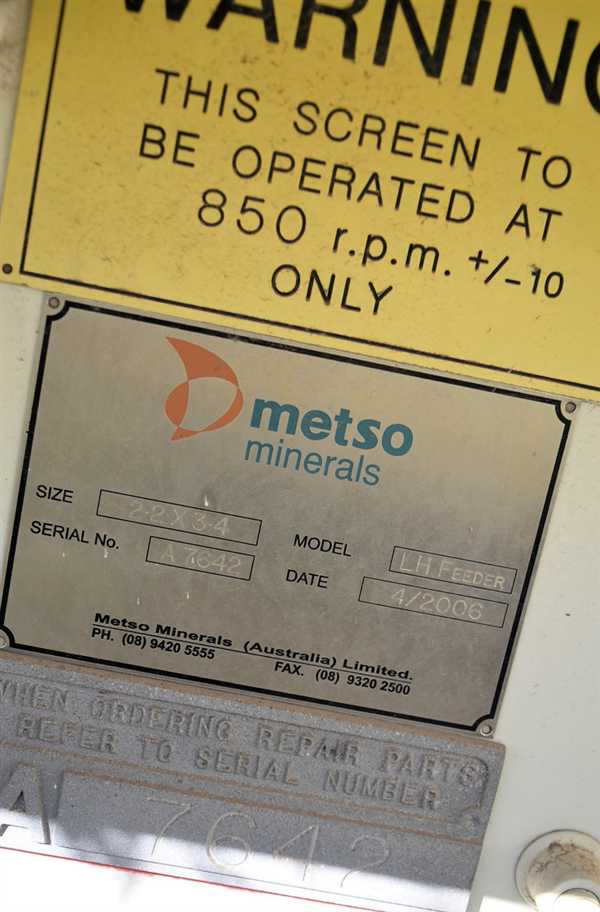 WARNING
THIS SCREEN TO
BE OPERATED AT
850 r.p.m. +/-10
ONLY
metso
minerals
SIZE 2·2 X 3·4
MODEL LH FEEDER
SERIAL No. A 7642
DATE 4/2006
Metso Minerals (Australia) Limited.
PH. (08) 9420 5555 FAX. (08) 9320 2500
WHEN ORDERING REPAIR PARTS
REFER TO SERIAL NUMBER
A 7642